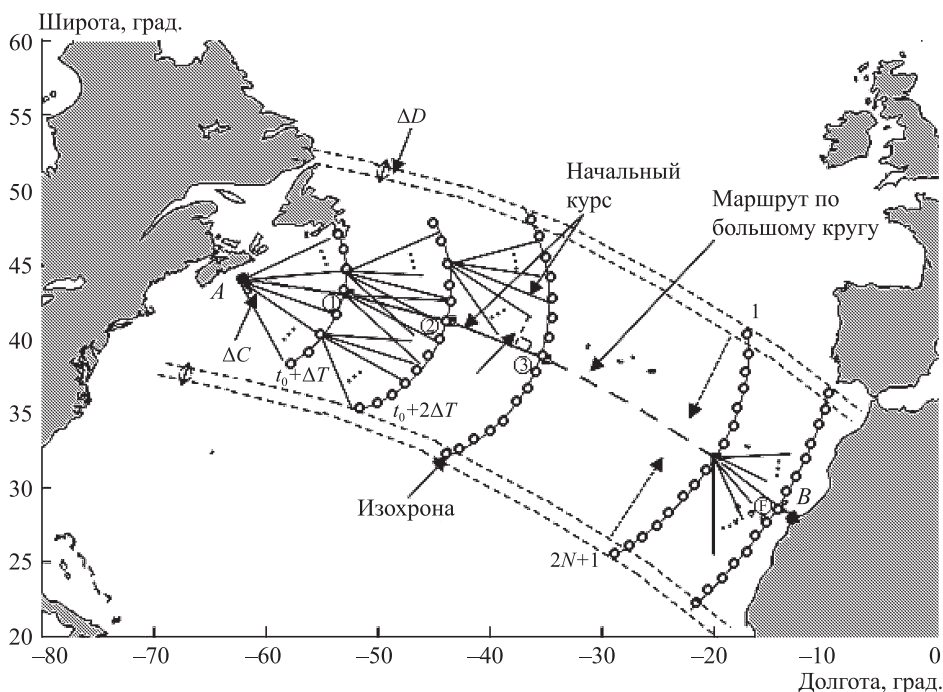 Широта, град.
60
55
50
45
40
35
30
25
20
ΔD
Начальный
курс
Маршрут по
большому кругу
A
ΔC
1
2
3
t₀+ΔT
t₀+2ΔT
Изохрона
1
2N+1
F
B
–80
–70
–60
–50
–40
–30
–20
–10
0
Долгота, град.